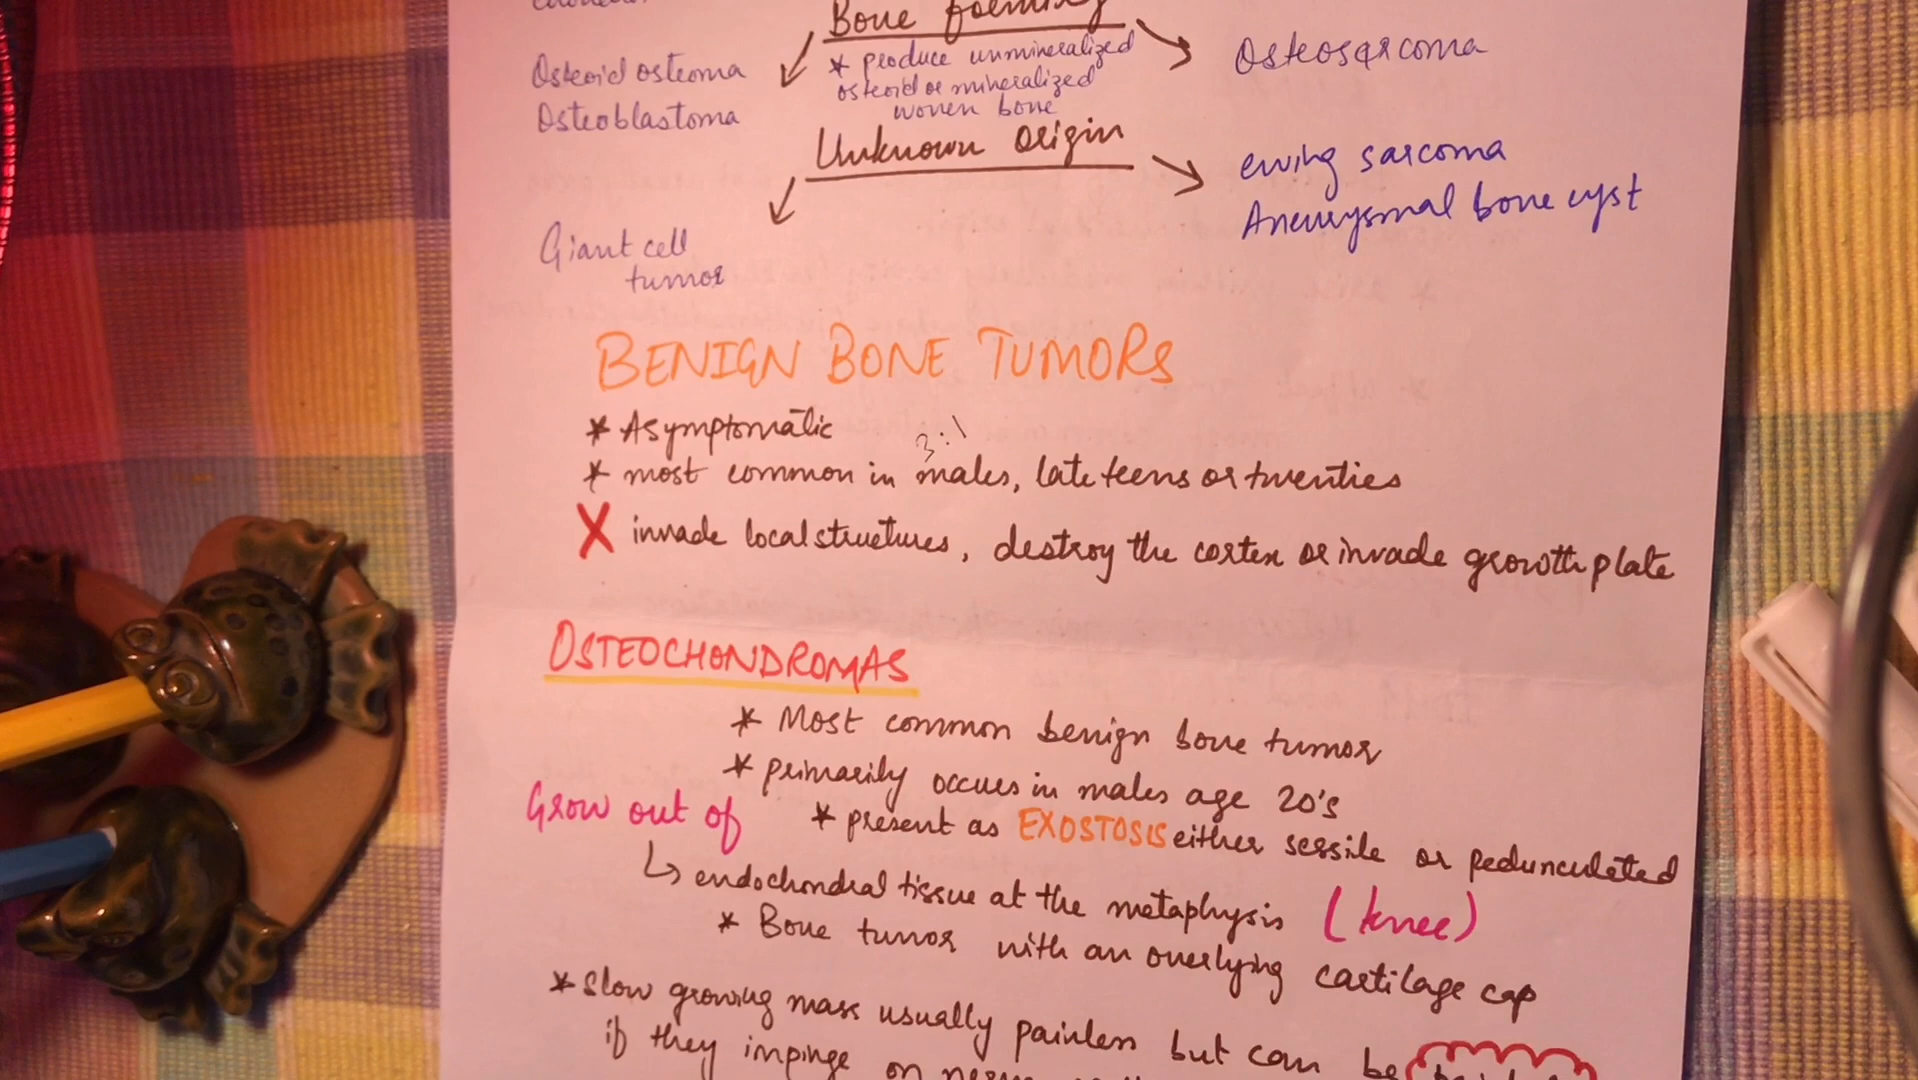 Bone forming
Osteoid osteoma
Osteoblastoma
* produce unmineralized
osteoid or mineralized
woven bone
Osteosarcoma
Unknown origin
Giant cell
tumor
ewing sarcoma
Aneurysmal bone cyst
BENIGN BONE TUMORS
* Asymptomatic
3:1
* most common in males, late teens or twenties
X invade local structures, destroy the cortex or invade growth plate
OSTEOCHONDROMAS
* Most common benign bone tumor
* primarily occurs in males age 20's
Grow out of
* present as EXOSTOSIS either sessile or pedunculated
↳ endochondral tissue at the metaphysis (knee)
* Bone tumor with an overlying cartilage cap
* Slow growing mass usually painless but can be
if they impinge on